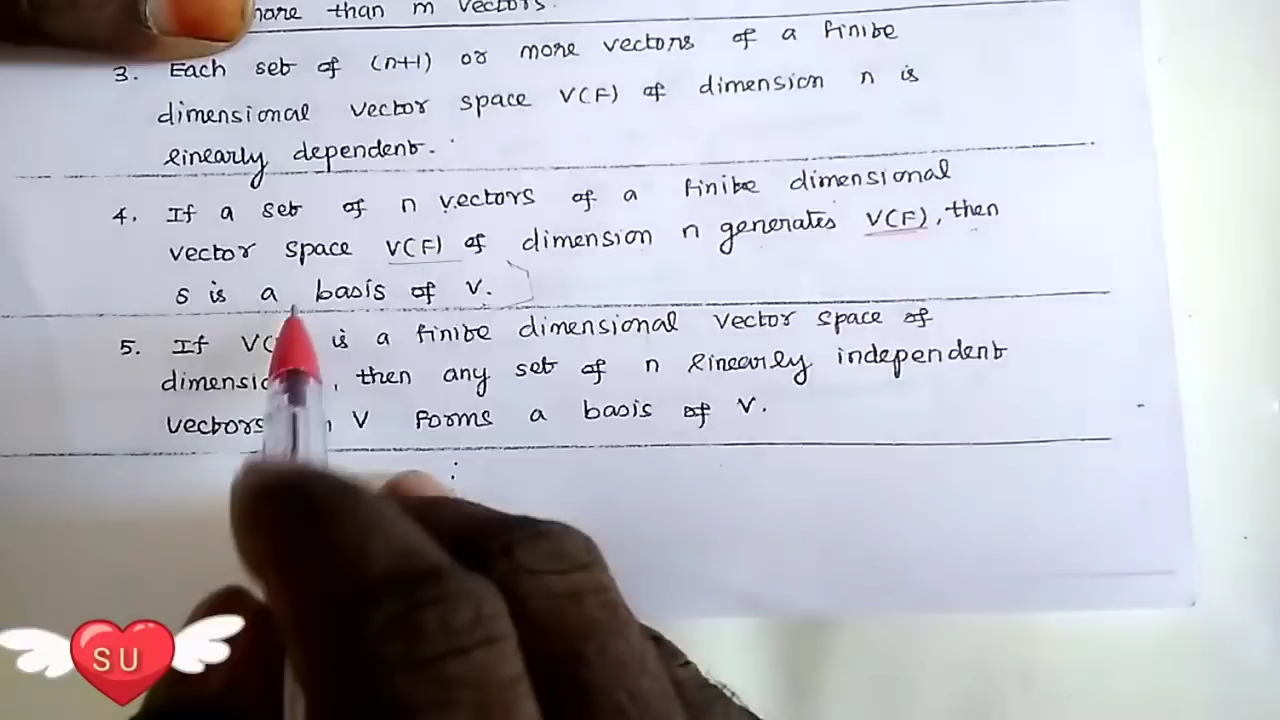 more than m vectors.
3. Each set of (n+1) or more vectors of a finite
dimensional vector space V(F) of dimension n is
linearly dependent.
4. If a set of n vectors of a finite dimensional
vector space V(F) of dimension n generates V(F), then
S is a basis of V.
5. If is a finite dimensional vector space of
, then any set of n linearly independent
vectors V forms a basis of V.
SU